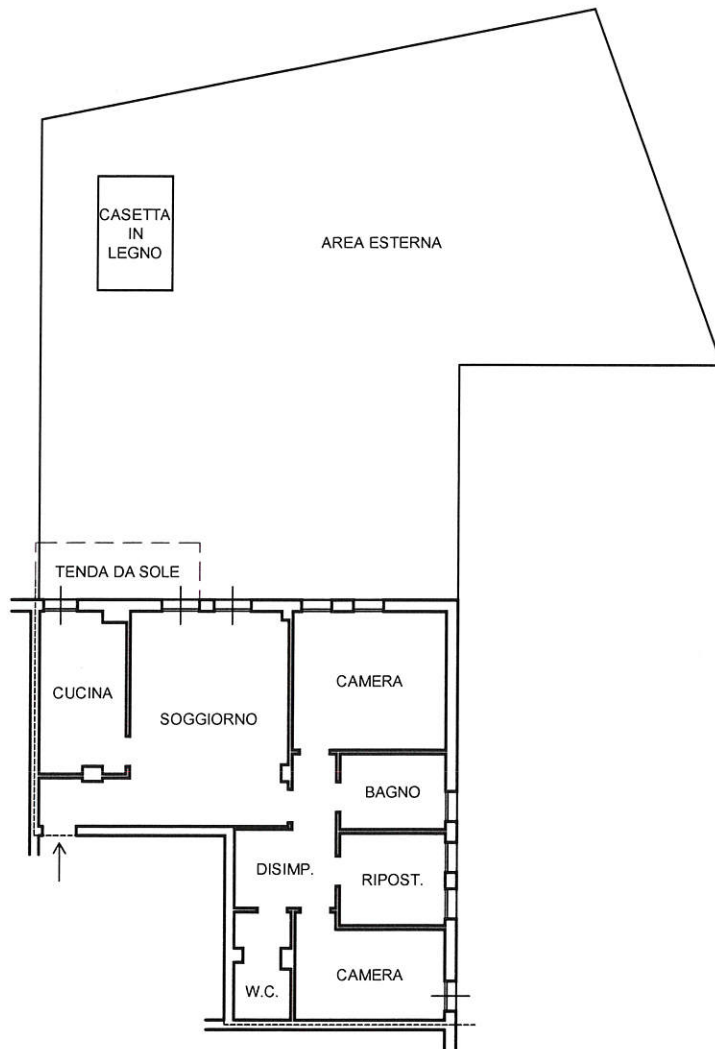 CASETTA
IN
LEGNO
AREA ESTERNA
TENDA DA SOLE
CUCINA
SOGGIORNO
CAMERA
BAGNO
DISIMP.
RIPOST.
W.C.
CAMERA